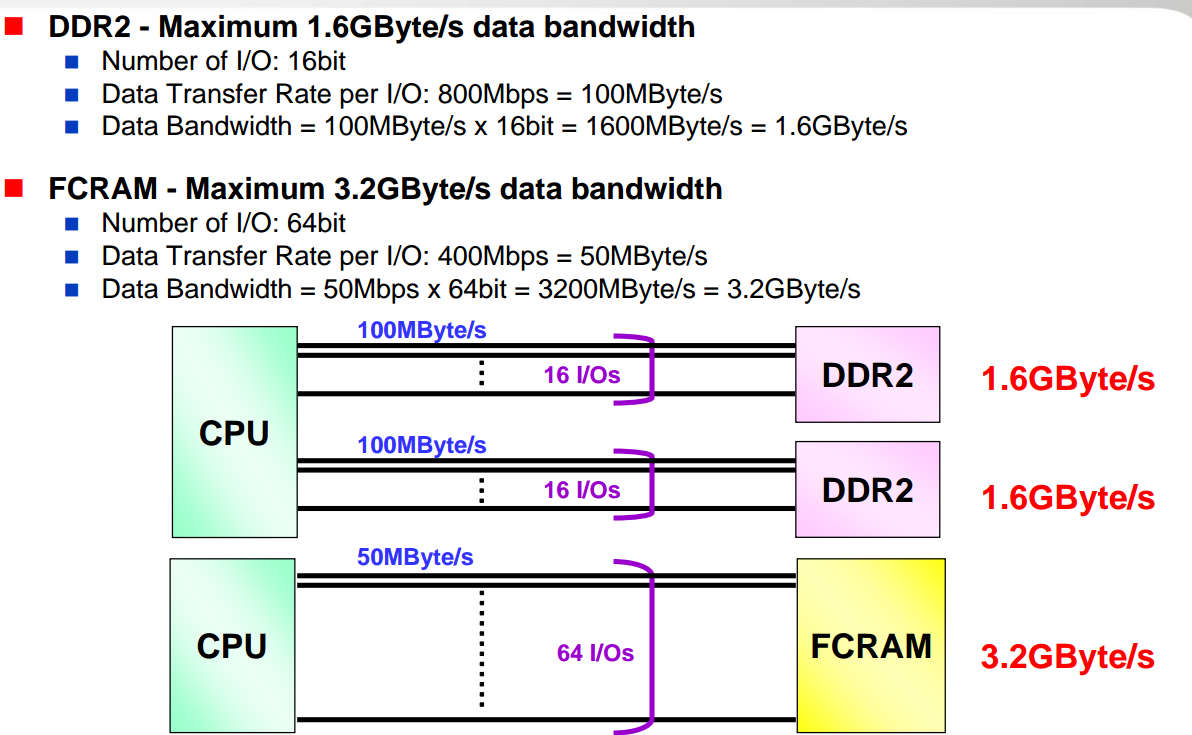 DDR2 - Maximum 1.6GByte/s data bandwidth
Number of I/O: 16bit
Data Transfer Rate per I/O: 800Mbps = 100MByte/s
Data Bandwidth = 100MByte/s x 16bit = 1600MByte/s = 1.6GByte/s
FCRAM - Maximum 3.2GByte/s data bandwidth
Number of I/O: 64bit
Data Transfer Rate per I/O: 400Mbps = 50MByte/s
Data Bandwidth = 50Mbps x 64bit = 3200MByte/s = 3.2GByte/s
100MByte/s
16 I/Os
DDR2
1.6GByte/s
CPU
100MByte/s
16 I/Os
DDR2
1.6GByte/s
50MByte/s
CPU
64 I/Os
FCRAM
3.2GByte/s